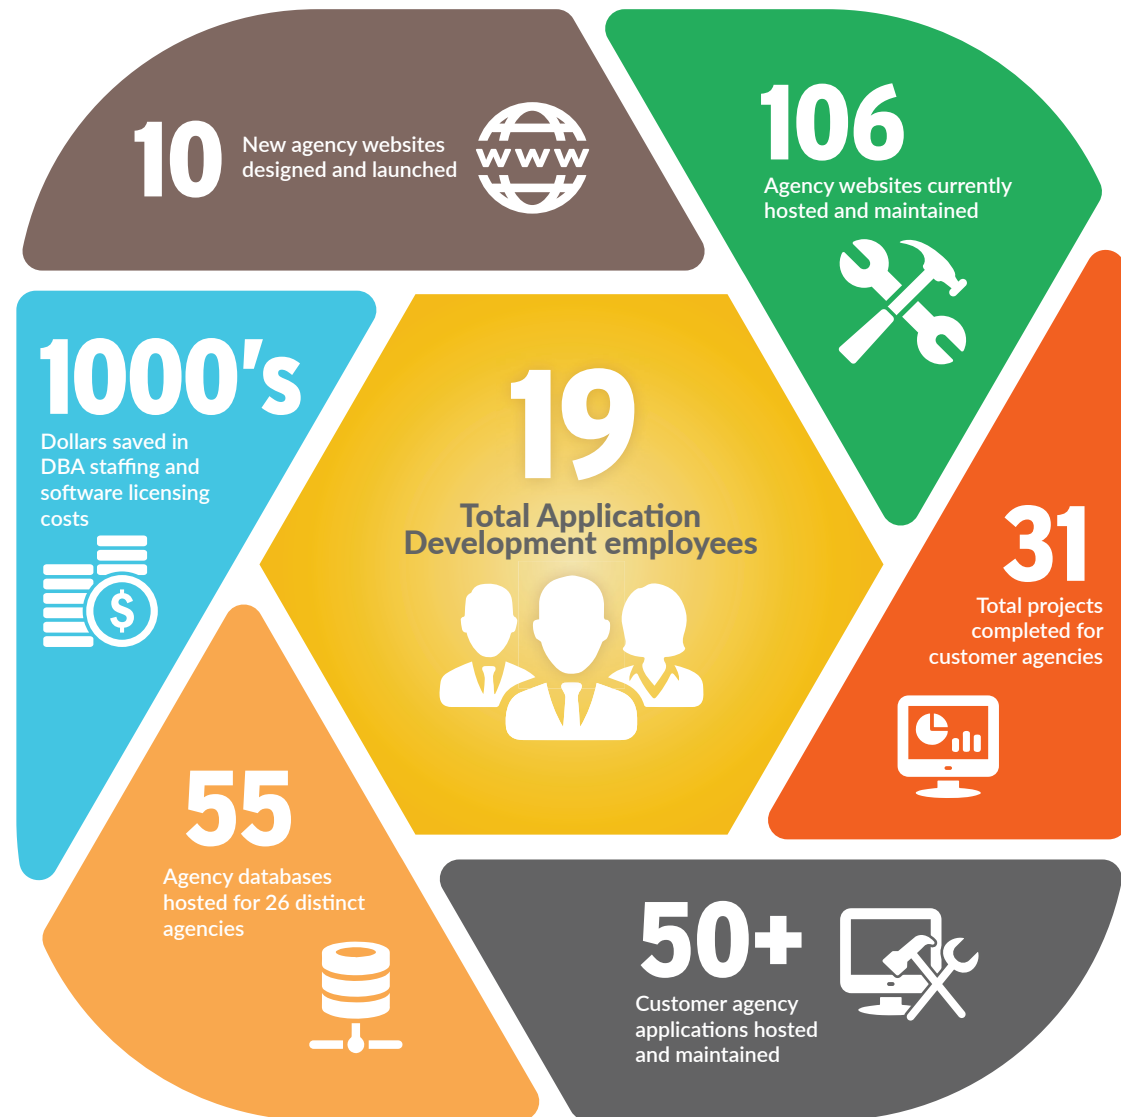 10
New agency websites
designed and launched
WWW
106
Agency websites currently
hosted and maintained
1000's
Dollars saved in
DBA staffing and
software licensing
costs
$
19
Total Application
Development employees
31
Total projects
completed for
customer agencies
55
Agency databases
hosted for 26 distinct
agencies
50+
Customer agency
applications hosted
and maintained